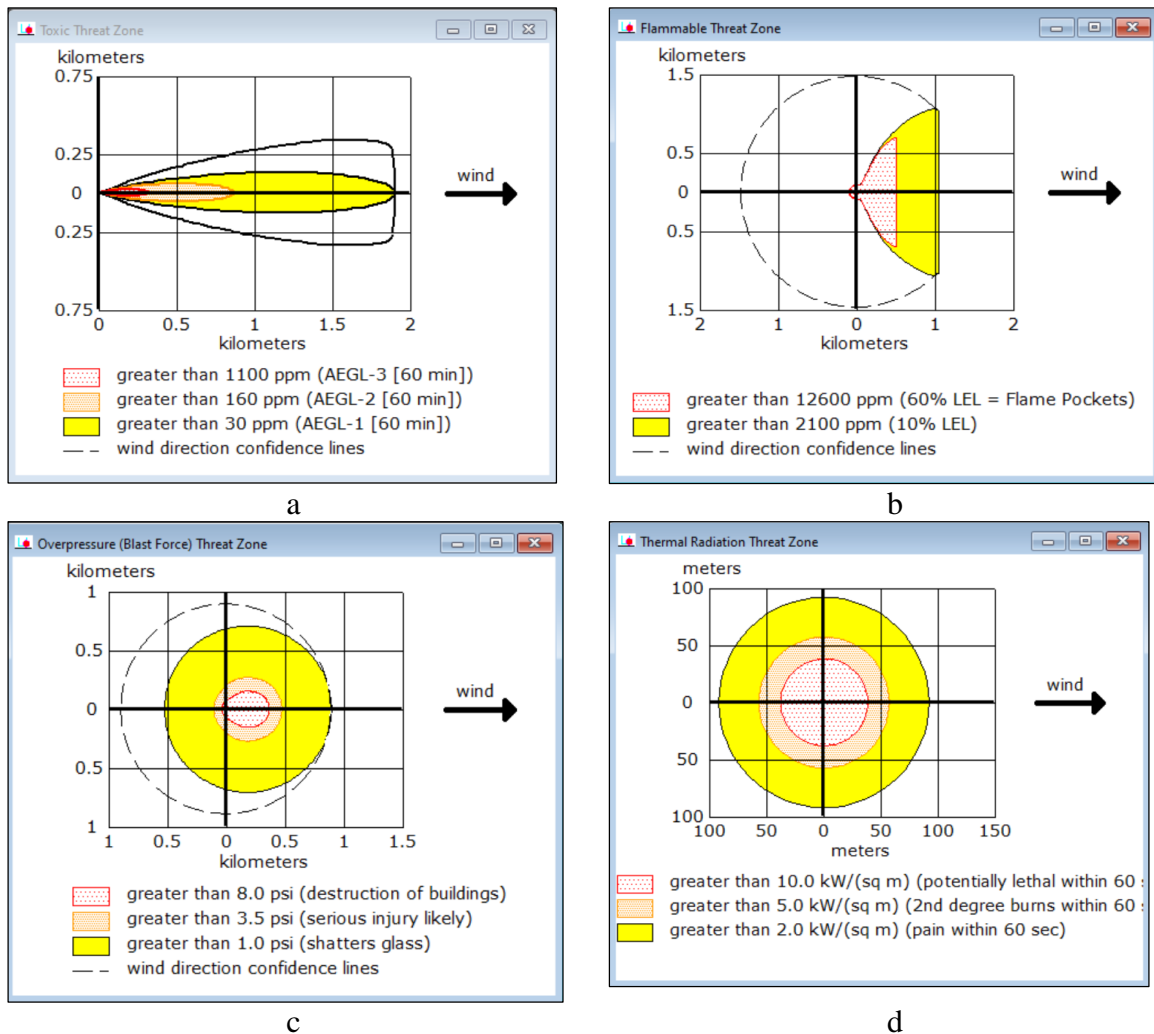 Toxic Threat Zone
kilometers
0.75
0.25
0
0.25
0.75
0 0.5 1 1.5 2
kilometers
wind
greater than 1100 ppm (AEGL-3 [60 min])
greater than 160 ppm (AEGL-2 [60 min])
greater than 30 ppm (AEGL-1 [60 min])
wind direction confidence lines
a
Flammable Threat Zone
kilometers
1.5
0.5
0
0.5
1.5
2 1 0 1 2
kilometers
wind
greater than 12600 ppm (60% LEL = Flame Pockets)
greater than 2100 ppm (10% LEL)
wind direction confidence lines
b
Overpressure (Blast Force) Threat Zone
kilometers
1
0.5
0
0.5
1
1 0.5 0 0.5 1 1.5
kilometers
wind
greater than 8.0 psi (destruction of buildings)
greater than 3.5 psi (serious injury likely)
greater than 1.0 psi (shatters glass)
wind direction confidence lines
c
Thermal Radiation Threat Zone
meters
100
50
0
50
100
100 50 0 50 100 150
meters
wind
greater than 10.0 kW/(sq m) (potentially lethal within 60
greater than 5.0 kW/(sq m) (2nd degree burns within 60
greater than 2.0 kW/(sq m) (pain within 60 sec)
d